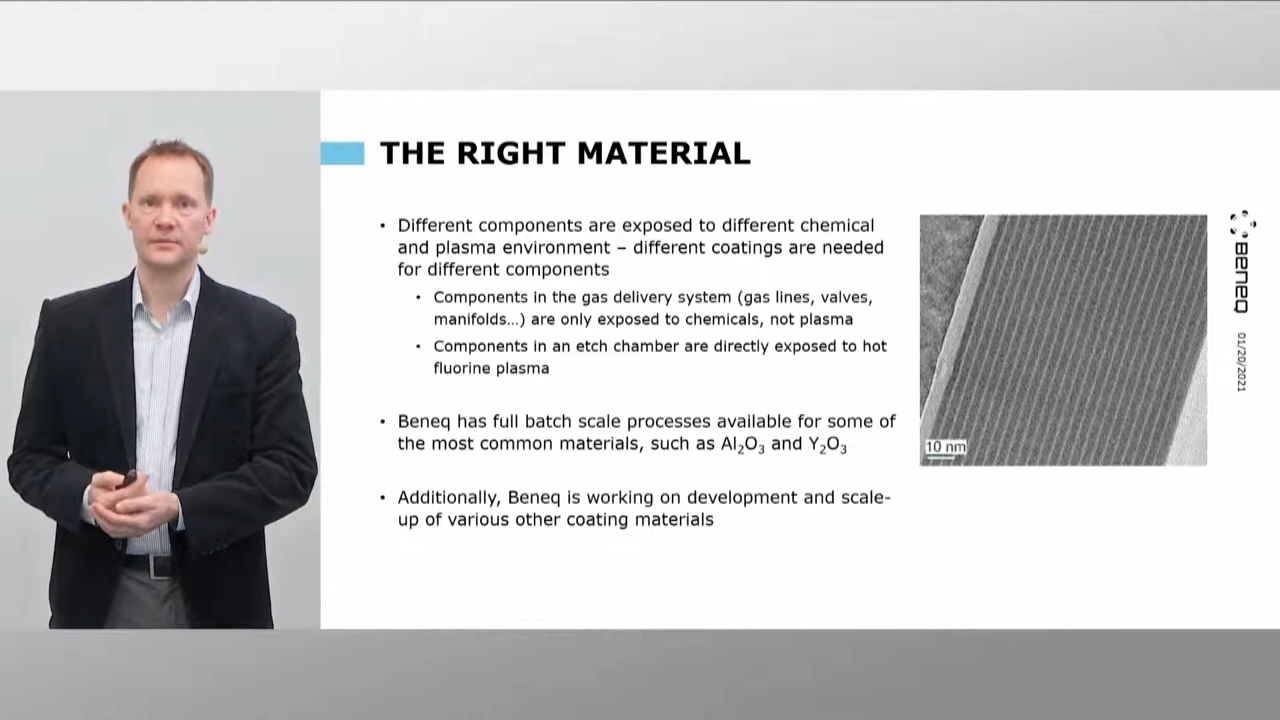 THE RIGHT MATERIAL
• Different components are exposed to different chemical
and plasma environment – different coatings are needed
for different components
• Components in the gas delivery system (gas lines, valves,
manifolds…) are only exposed to chemicals, not plasma
• Components in an etch chamber are directly exposed to hot
fluorine plasma
• Beneq has full batch scale processes available for some of
the most common materials, such as Al₂O₃ and Y₂O₃
• Additionally, Beneq is working on development and scale-
up of various other coating materials
10 nm
BENEQ
01/20/2021